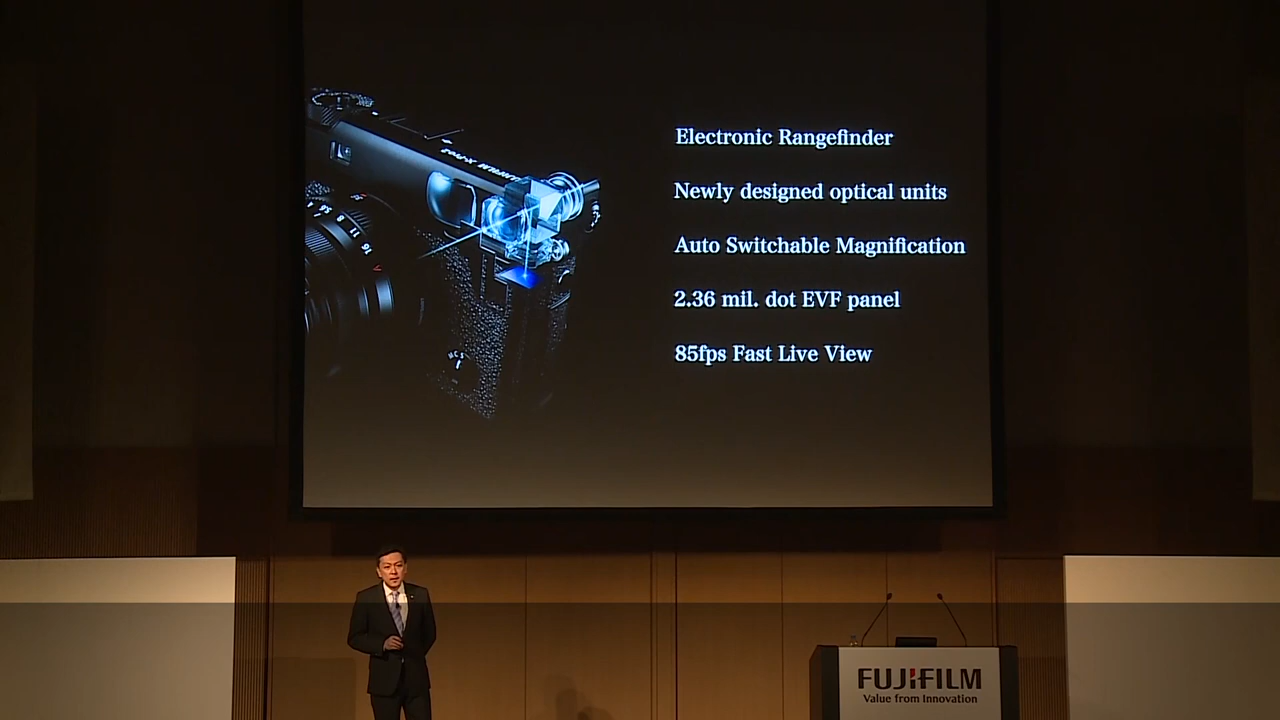 Electronic Rangefinder
Newly designed optical units
Auto Switchable Magnification
2.36 mil. dot EVF panel
85fps Fast Live View
FUJIFILM
Value from Innovation